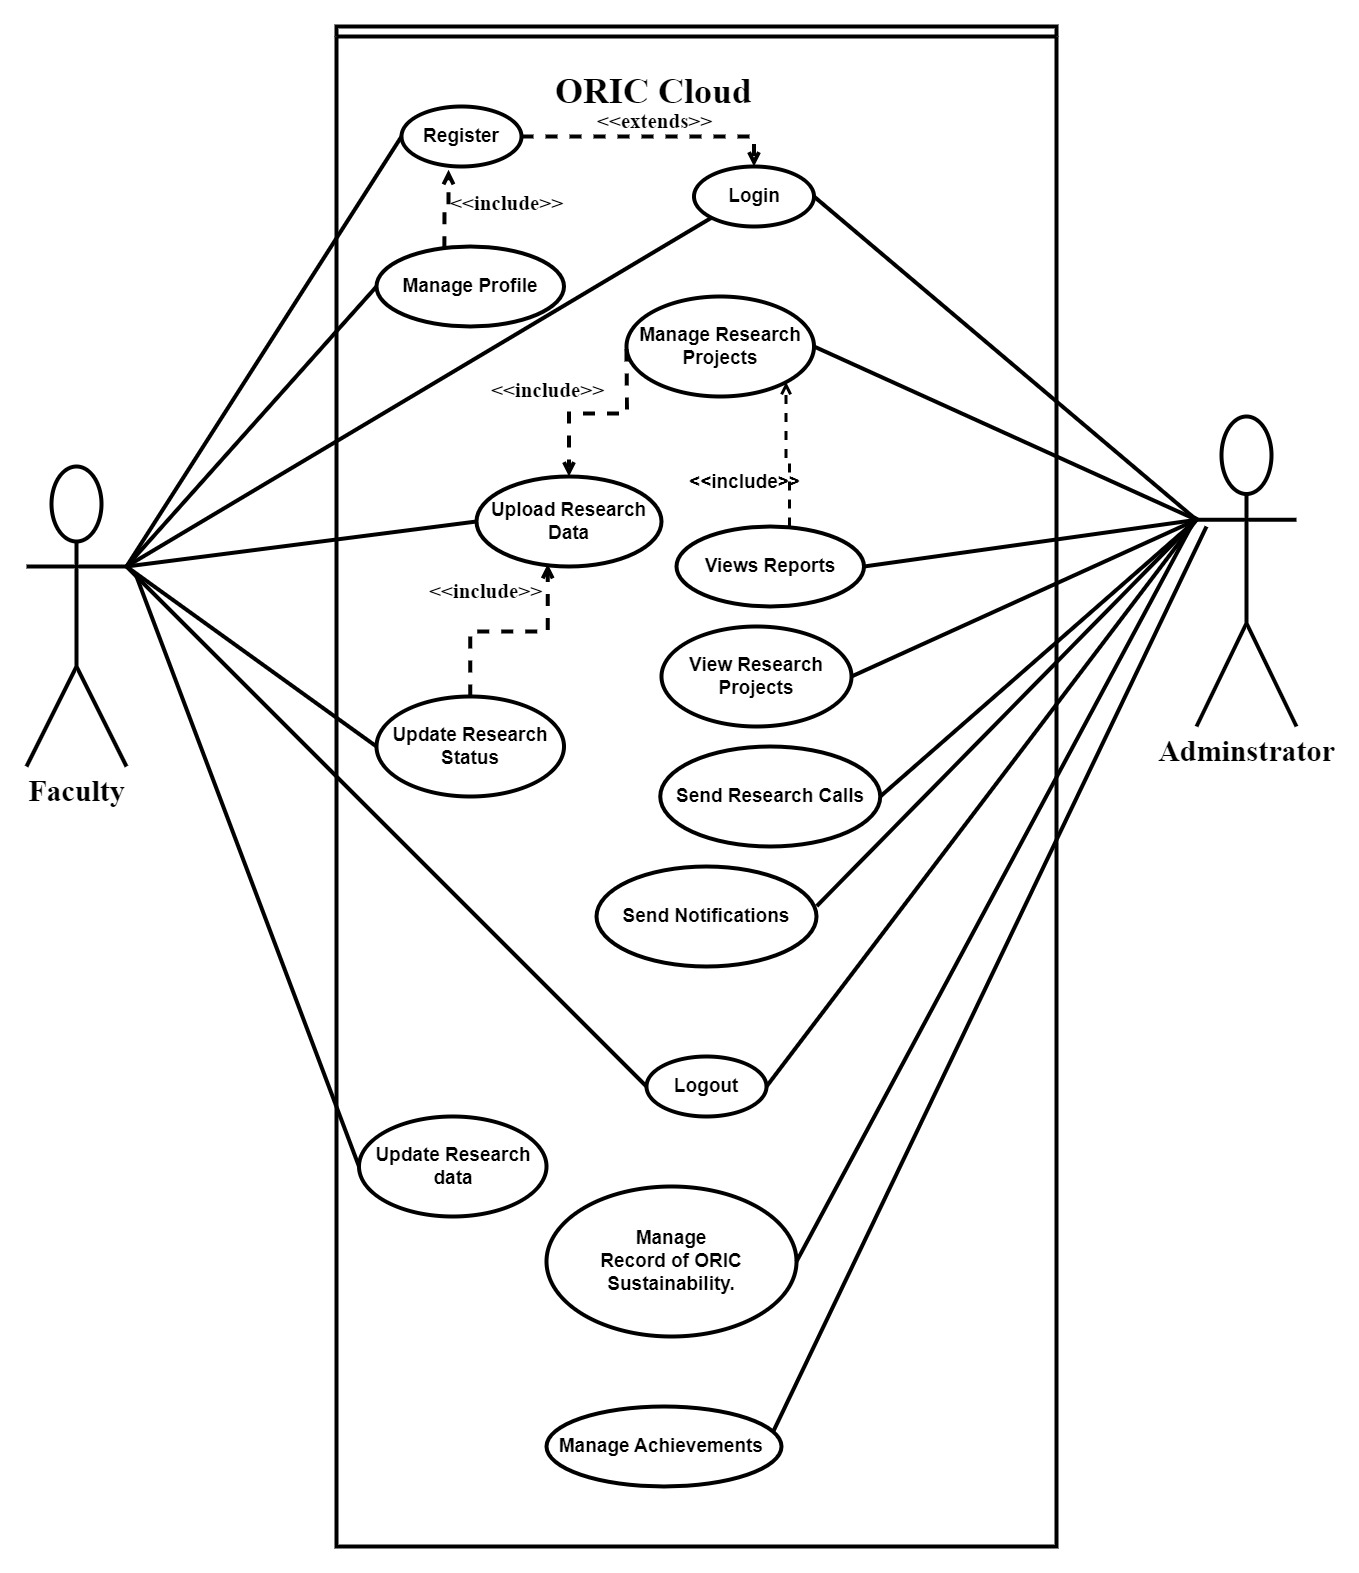 ORIC Cloud
<<extends>>
Register
Login
<<include>>
Manage Profile
Manage Research
Projects
<<include>>
<<include>>
Upload Research
Data
Views Reports
<<include>>
View Research
Projects
Update Research
Status
Adminstrator
Faculty
Send Research Calls
Send Notifications
Logout
Update Research
data
Manage
Record of ORIC
Sustainability.
Manage Achievements